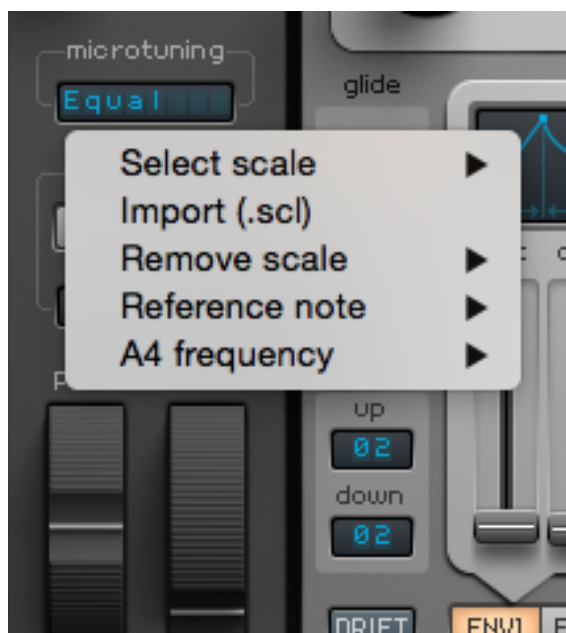 microtuning
Equal
glide
Select scale
Import (.scl)
Remove scale
Reference note
A4 frequency
up
02
down
02
DRIFT
ENV1